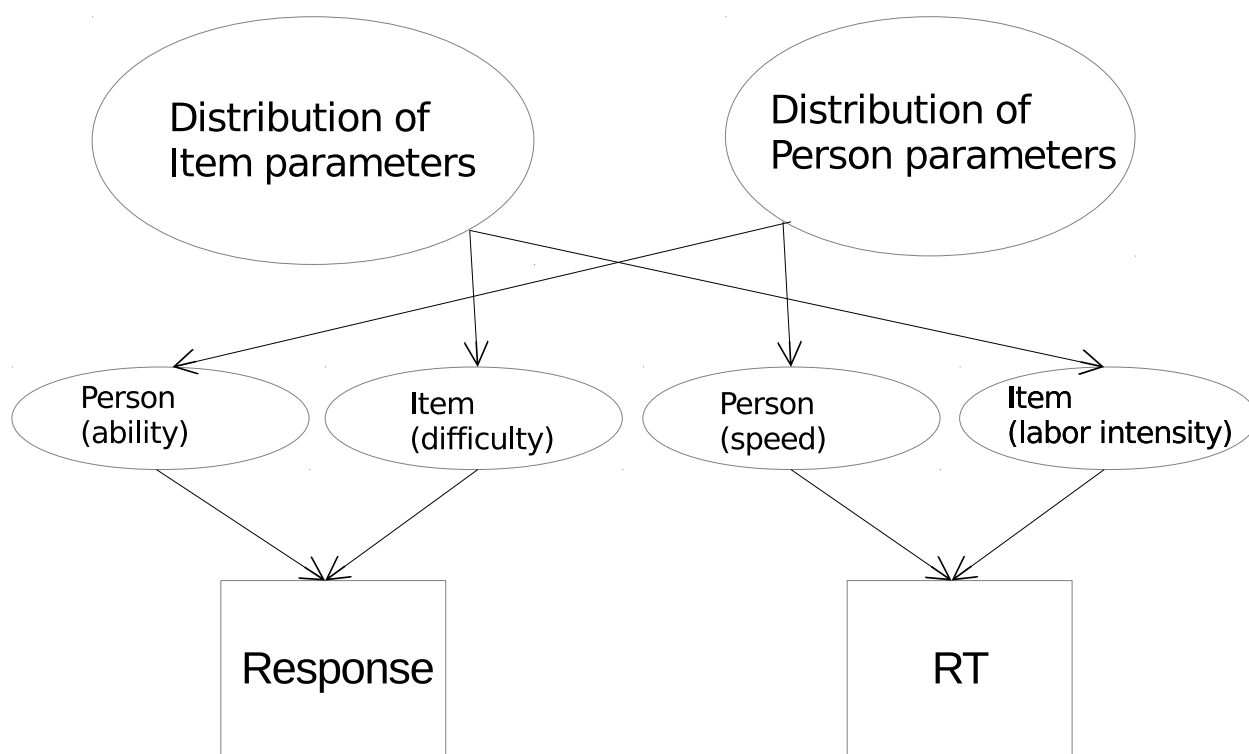 Distribution of
Item parameters
Distribution of
Person parameters
Person
(ability)
Item
(difficulty)
Person
(speed)
Item
(labor intensity)
Response
RT